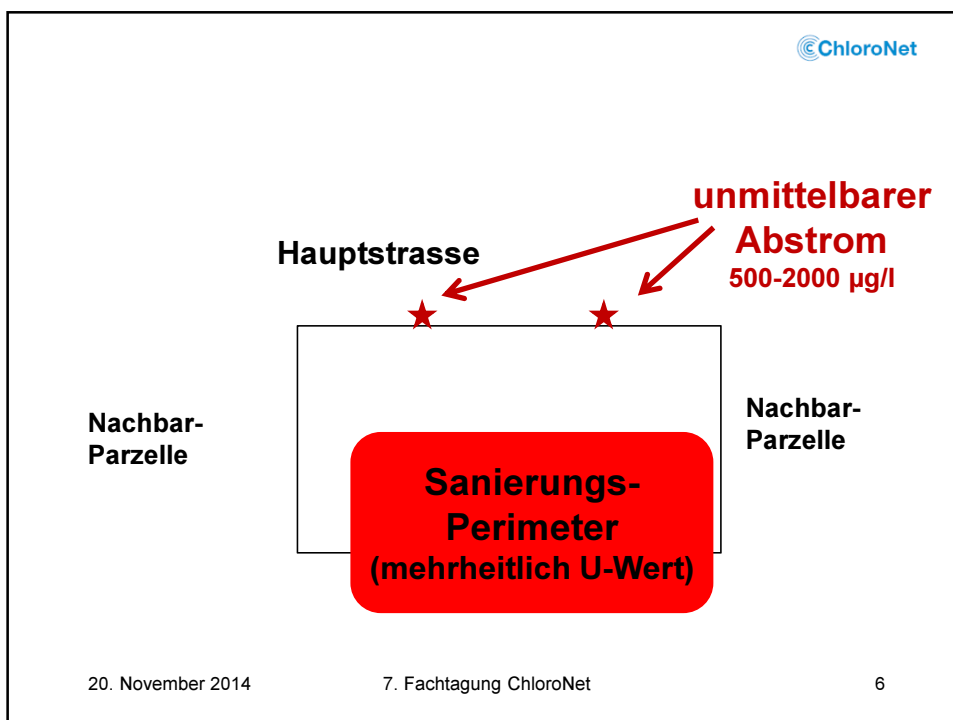 ChloroNet
unmittelbarer
Abstrom
500-2000 µg/l
Hauptstrasse
Nachbar-
Parzelle
Nachbar-
Parzelle
Sanierungs-
Perimeter
(mehrheitlich U-Wert)
20. November 2014 7. Fachtagung ChloroNet 6